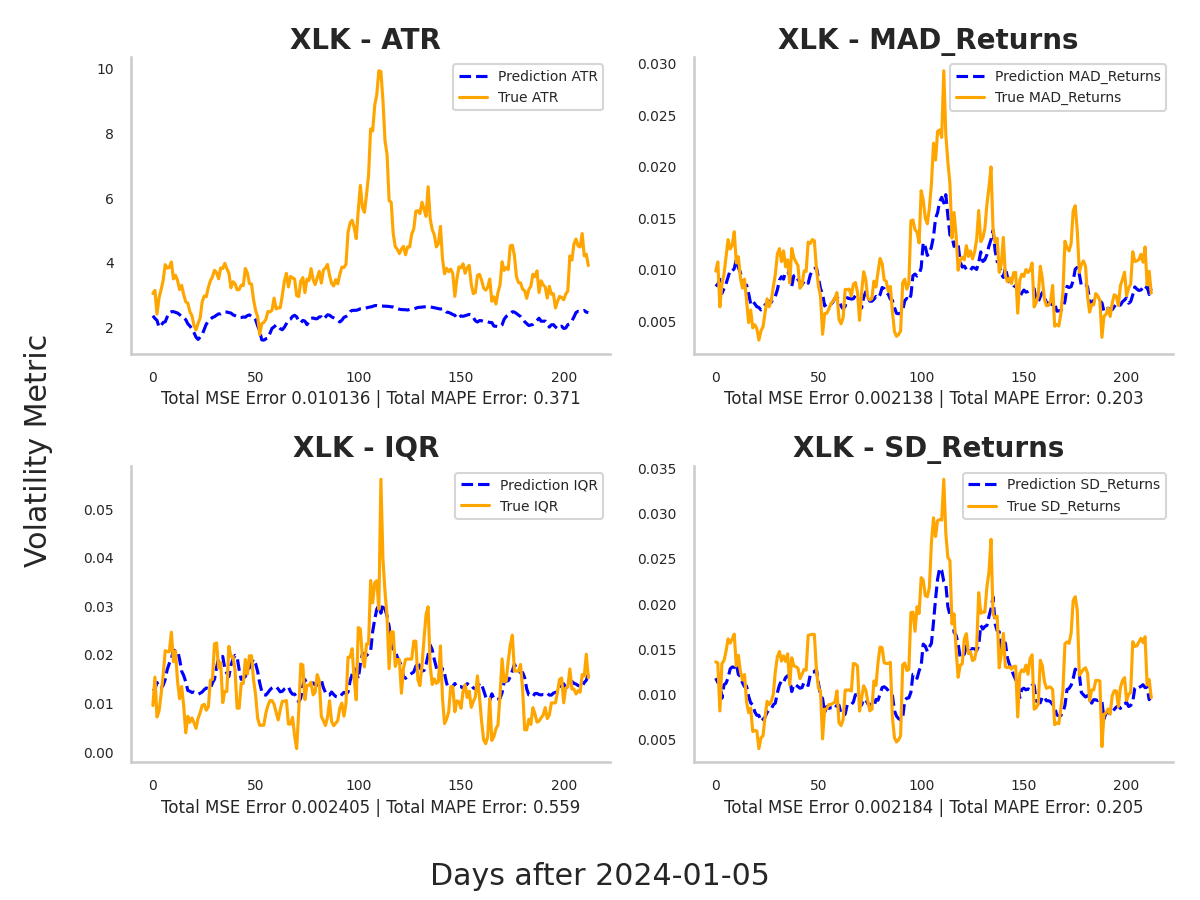 XLK - ATR
10
8
6
4
2
Prediction ATR
True ATR
0 50 100 150 200
Total MSE Error 0.010136 | Total MAPE Error: 0.371
XLK - MAD_Returns
0.030
0.025
0.020
0.015
0.010
0.005
Prediction MAD_Returns
True MAD_Returns
0 50 100 150 200
Total MSE Error 0.002138 | Total MAPE Error: 0.203
Volatility Metric
XLK - IQR
0.05
0.04
0.03
0.02
0.01
0.00
Prediction IQR
True IQR
0 50 100 150 200
Total MSE Error 0.002405 | Total MAPE Error: 0.559
XLK - SD_Returns
0.035
0.030
0.025
0.020
0.015
0.010
0.005
Prediction SD_Returns
True SD_Returns
0 50 100 150 200
Total MSE Error 0.002184 | Total MAPE Error: 0.205
Days after 2024-01-05